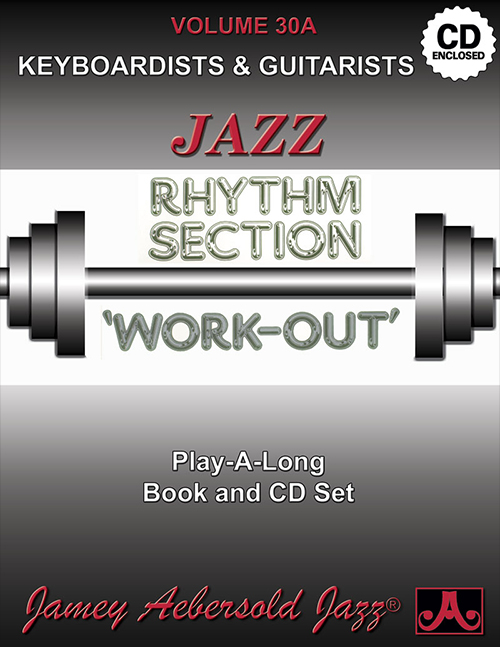 VOLUME 30A
KEYBOARDISTS & GUITARISTS
CD
ENCLOSED
JAZZ
RHYTHM
SECTION
'WORK-OUT'
Play-A-Long
Book and CD Set
Jamey Aebersold Jazz®
A